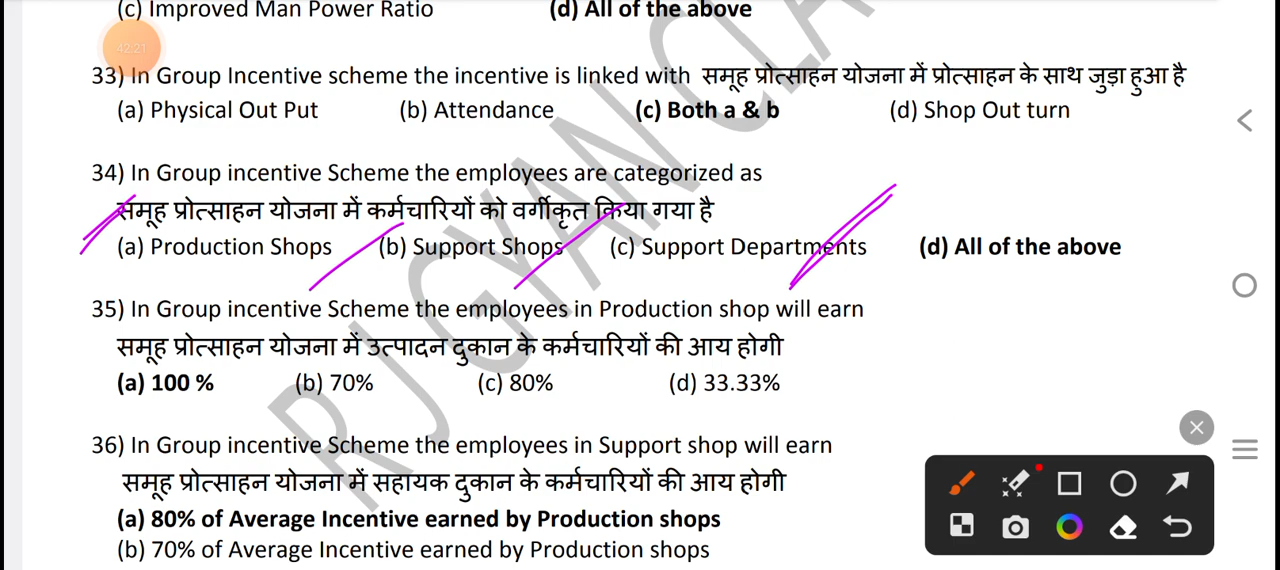 (c) Improved Man Power Ratio (d) All of the above
42:21
33) In Group Incentive scheme the incentive is linked with समूह प्रोत्साहन योजना में प्रोत्साहन के साथ जुड़ा हुआ है
(a) Physical Out Put (b) Attendance (c) Both a & b (d) Shop Out turn
34) In Group incentive Scheme the employees are categorized as
समूह प्रोत्साहन योजना में कर्मचारियों को वर्गीकृत किया गया है
(a) Production Shops (b) Support Shops (c) Support Departments (d) All of the above
35) In Group incentive Scheme the employees in Production shop will earn
समूह प्रोत्साहन योजना में उत्पादन दुकान के कर्मचारियों की आय होगी
(a) 100 % (b) 70% (c) 80% (d) 33.33%
36) In Group incentive Scheme the employees in Support shop will earn
समूह प्रोत्साहन योजना में सहायक दुकान के कर्मचारियों की आय होगी
(a) 80% of Average Incentive earned by Production shops
(b) 70% of Average Incentive earned by Production shops
R J GYAN CLA